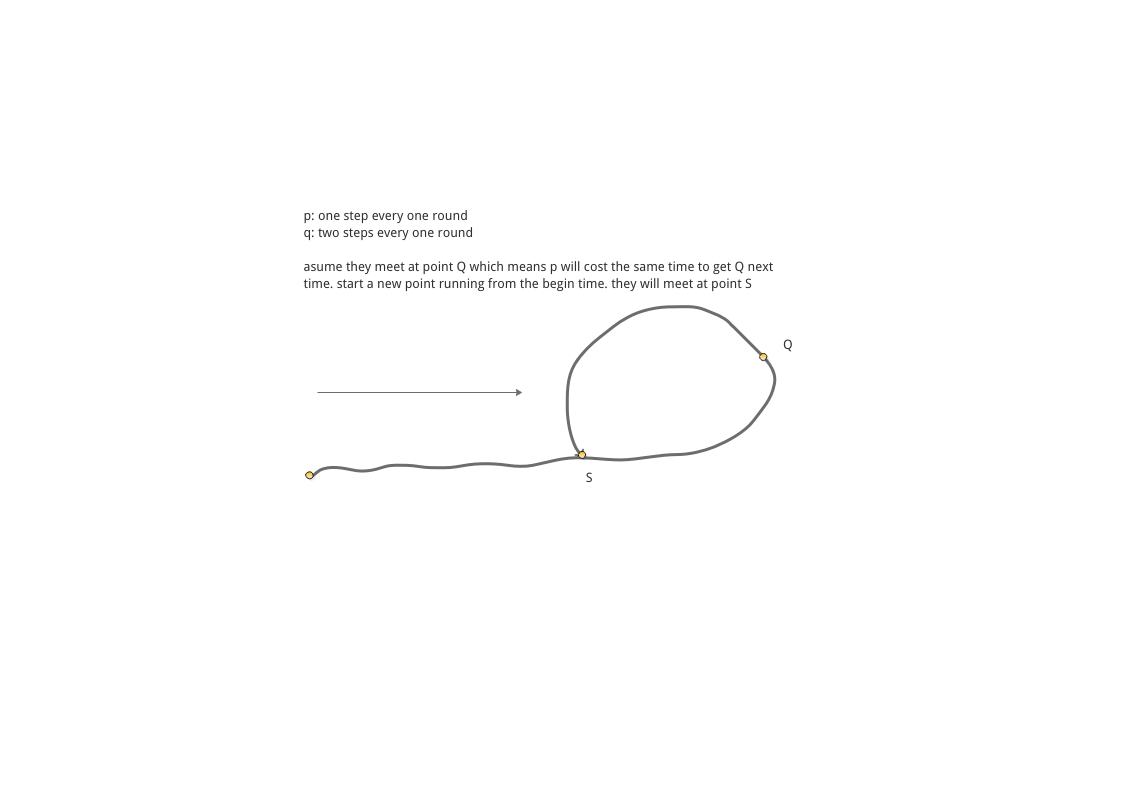 p: one step every one round
q: two steps every one round
asume they meet at point Q which means p will cost the same time to get Q next
time. start a new point running from the begin time. they will meet at point S
Q
S